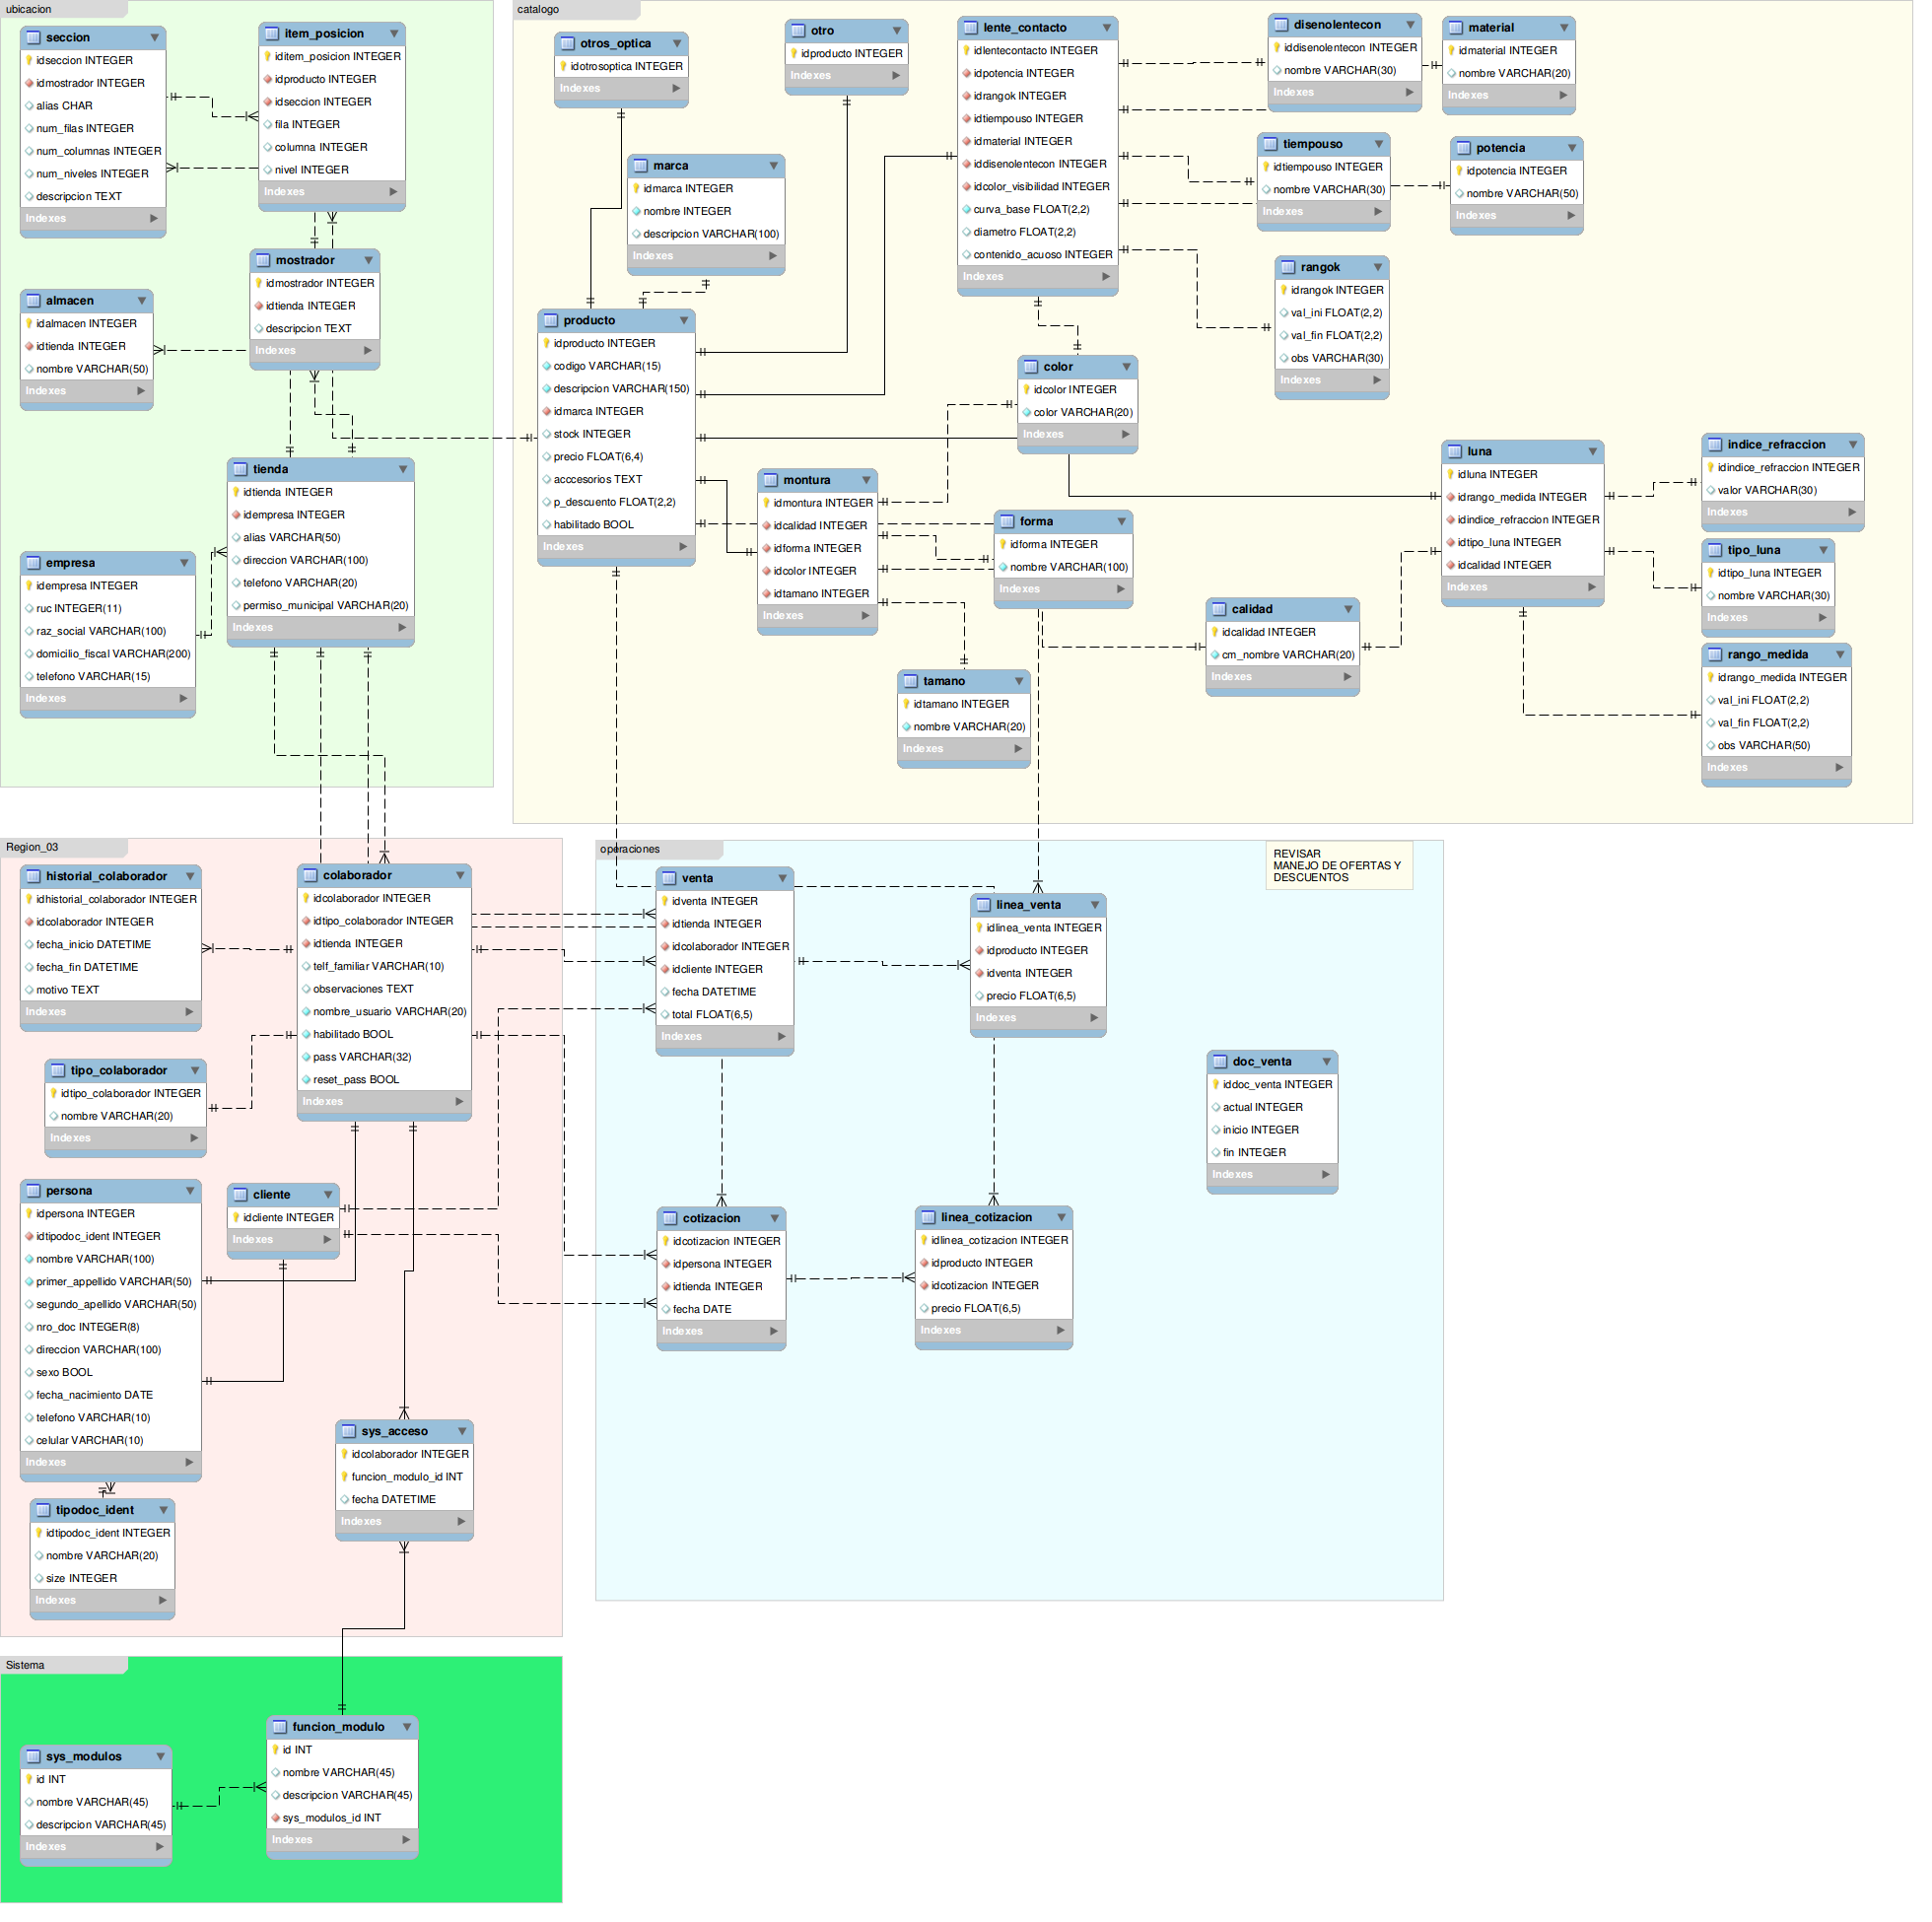 ubicacion
seccion
idseccion INTEGER
idmostrador INTEGER
alias CHAR
num_filas INTEGER
num_columnas INTEGER
num_niveles INTEGER
descripcion TEXT
Indexes
item_posicion
iditem_posicion INTEGER
idproducto INTEGER
idseccion INTEGER
fila INTEGER
columna INTEGER
nivel INTEGER
Indexes
mostrador
idmostrador INTEGER
idtienda INTEGER
descripcion TEXT
Indexes
almacen
idalmacen INTEGER
idtienda INTEGER
nombre VARCHAR(50)
Indexes
tienda
idtienda INTEGER
idempresa INTEGER
alias VARCHAR(50)
direccion VARCHAR(100)
telefono VARCHAR(20)
permiso_municipal VARCHAR(20)
Indexes
empresa
idempresa INTEGER
ruc INTEGER(11)
raz_social VARCHAR(100)
domicilio_fiscal VARCHAR(200)
telefono VARCHAR(15)
Indexes
catalogo
otros_optica
idotrosoptica INTEGER
Indexes
otro
idproducto INTEGER
Indexes
marca
idmarca INTEGER
nombre INTEGER
descripcion VARCHAR(100)
Indexes
producto
idproducto INTEGER
codigo VARCHAR(15)
descripcion VARCHAR(150)
idmarca INTEGER
stock INTEGER
precio FLOAT(6,4)
acccesorios TEXT
p_descuento FLOAT(2,2)
habilitado BOOL
Indexes
lente_contacto
idlentecontacto INTEGER
idpotencia INTEGER
idrangok INTEGER
idtiempouso INTEGER
idmaterial INTEGER
iddisenolentecon INTEGER
idcolor_visibilidad INTEGER
curva_base FLOAT(2,2)
diametro FLOAT(2,2)
contenido_acuoso INTEGER
Indexes
disenolentecon
iddisenolentecon INTEGER
nombre VARCHAR(30)
Indexes
material
idmaterial INTEGER
nombre VARCHAR(20)
Indexes
tiempouso
idtiempouso INTEGER
nombre VARCHAR(30)
Indexes
potencia
idpotencia INTEGER
nombre VARCHAR(50)
Indexes
rangok
idrangok INTEGER
val_ini FLOAT(2,2)
val_fin FLOAT(2,2)
obs VARCHAR(30)
Indexes
color
idcolor INTEGER
color VARCHAR(20)
Indexes
montura
idmontura INTEGER
idcalidad INTEGER
idforma INTEGER
idcolor INTEGER
idtamano INTEGER
Indexes
forma
idforma INTEGER
nombre VARCHAR(100)
Indexes
tamano
idtamano INTEGER
nombre VARCHAR(20)
Indexes
calidad
idcalidad INTEGER
cm_nombre VARCHAR(20)
Indexes
luna
idluna INTEGER
idrango_medida INTEGER
idindice_refraccion INTEGER
idtipo_luna INTEGER
idcalidad INTEGER
Indexes
indice_refraccion
idindice_refraccion INTEGER
valor VARCHAR(30)
Indexes
tipo_luna
idtipo_luna INTEGER
nombre VARCHAR(30)
Indexes
rango_medida
idrango_medida INTEGER
val_ini FLOAT(2,2)
val_fin FLOAT(2,2)
obs VARCHAR(50)
Indexes
Region_03
historial_colaborador
idhistorial_colaborador INTEGER
idcolaborador INTEGER
fecha_inicio DATETIME
fecha_fin DATETIME
motivo TEXT
Indexes
colaborador
idcolaborador INTEGER
idtipo_colaborador INTEGER
idtienda INTEGER
telf_familiar VARCHAR(10)
observaciones TEXT
nombre_usuario VARCHAR(20)
habilitado BOOL
pass VARCHAR(32)
reset_pass BOOL
Indexes
tipo_colaborador
idtipo_colaborador INTEGER
nombre VARCHAR(20)
Indexes
persona
idpersona INTEGER
idtipodoc_ident INTEGER
nombre VARCHAR(100)
primer_appellido VARCHAR(50)
segundo_apellido VARCHAR(50)
nro_doc INTEGER(8)
direccion VARCHAR(100)
sexo BOOL
fecha_nacimiento DATE
telefono VARCHAR(10)
celular VARCHAR(10)
Indexes
cliente
idcliente INTEGER
Indexes
sys_acceso
idcolaborador INTEGER
funcion_modulo_id INT
fecha DATETIME
Indexes
tipodoc_ident
idtipodoc_ident INTEGER
nombre VARCHAR(20)
size INTEGER
Indexes
operaciones
REVISAR
MANEJO DE OFERTAS Y
DESCUENTOS
venta
idventa INTEGER
idtienda INTEGER
idcolaborador INTEGER
idcliente INTEGER
fecha DATETIME
total FLOAT(6,5)
Indexes
linea_venta
idlinea_venta INTEGER
idproducto INTEGER
idventa INTEGER
precio FLOAT(6,5)
Indexes
doc_venta
iddoc_venta INTEGER
actual INTEGER
inicio INTEGER
fin INTEGER
Indexes
cotizacion
idcotizacion INTEGER
idpersona INTEGER
idtienda INTEGER
fecha DATE
Indexes
linea_cotizacion
idlinea_cotizacion INTEGER
idproducto INTEGER
idcotizacion INTEGER
precio FLOAT(6,5)
Indexes
Sistema
sys_modulos
id INT
nombre VARCHAR(45)
descripcion VARCHAR(45)
Indexes
funcion_modulo
id INT
nombre VARCHAR(45)
descripcion VARCHAR(45)
sys_modulos_id INT
Indexes